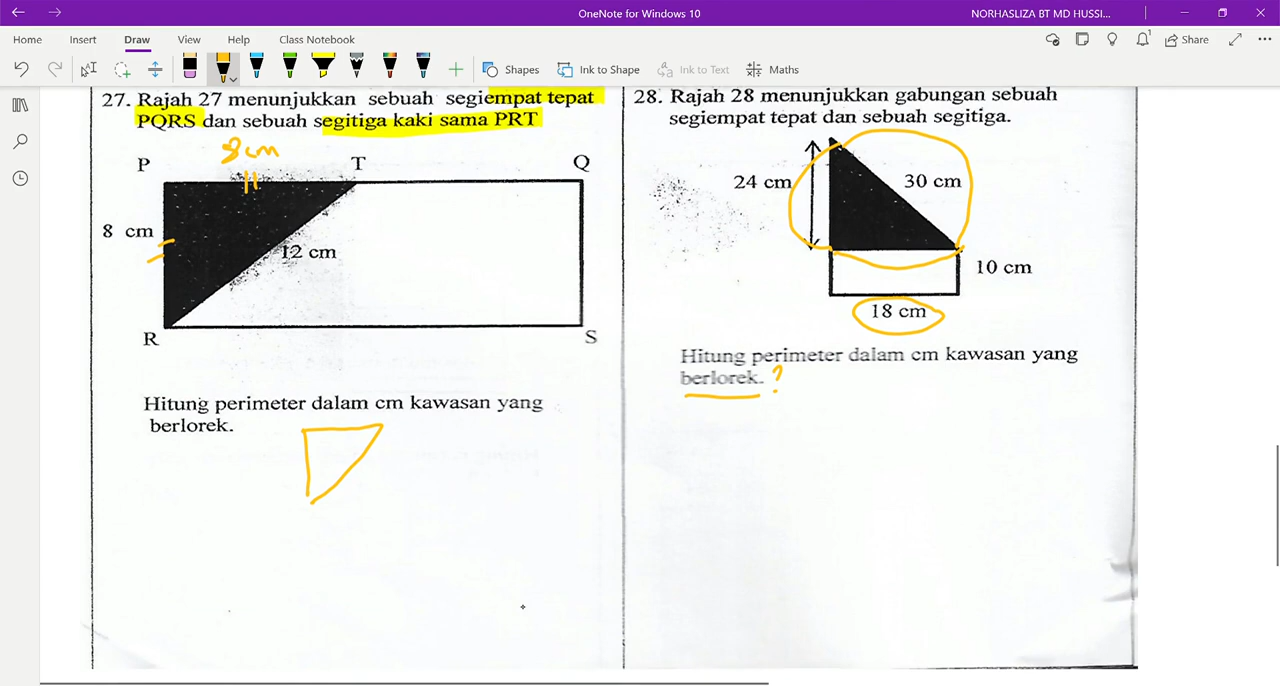 OneNote for Windows 10
NORHASLIZA BT MD HUSSI...
Home Insert Draw View Help Class Notebook
Share
Shapes Ink to Shape Ink to Text Maths
27. Rajah 27 menunjukkan sebuah segiempat tepat
PQRS dan sebuah segitiga kaki sama PRT
8cm
P T Q
8 cm
12 cm
R S
Hitung perimeter dalam cm kawasan yang
berlorek.
28. Rajah 28 menunjukkan gabungan sebuah
segiempat tepat dan sebuah segitiga.
24 cm 30 cm
10 cm
18 cm
Hitung perimeter dalam cm kawasan yang
berlorek. ?